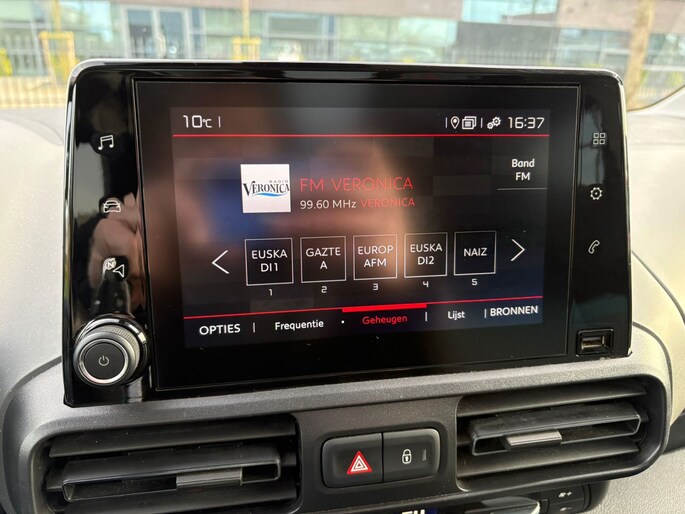 10°C
16:37
RADIO
VERONICA
FM VERONICA
99.60 MHz VERONICA
Band
FM
EUSKA
DI1
GAZTE
A
EUROP
AFM
EUSKA
DI2
NAIZ
1 2 3 4 5
OPTIES Frequentie Geheugen Lijst BRONNEN